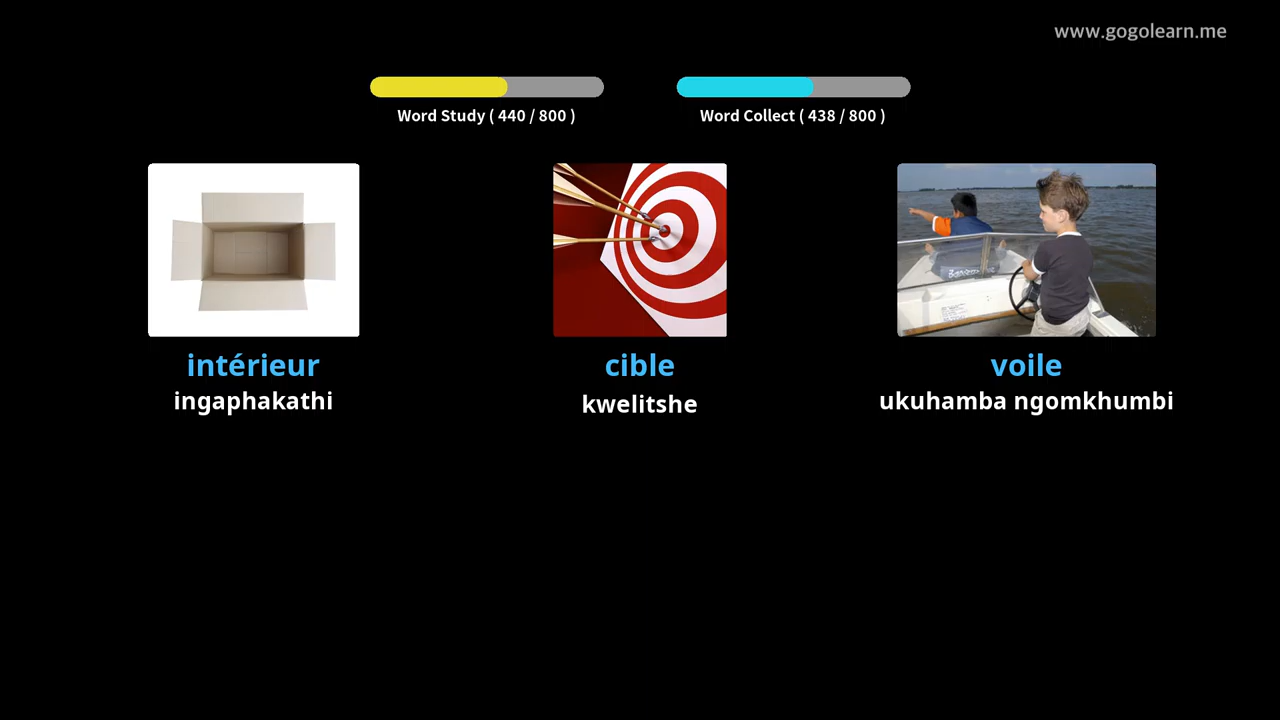 www.gogolearn.me
Word Study ( 440 / 800 )
Word Collect ( 438 / 800 )
intérieur
ingaphakathi
cible
kwelitshe
voile
ukuhamba ngomkhumbi